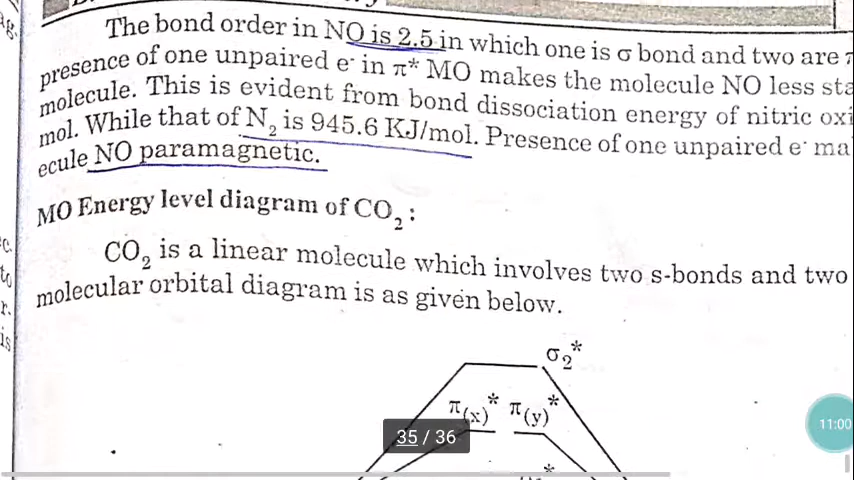 The bond order in NO is 2.5 in which one is σ bond and two are π
presence of one unpaired e⁻ in π* MO makes the molecule NO less sta
molecule. This is evident from bond dissociation energy of nitric oxi
mol. While that of N₂ is 945.6 KJ/mol. Presence of one unpaired e⁻ ma
ecule NO paramagnetic.
MO Energy level diagram of CO₂ :
CO₂ is a linear molecule which involves two s-bonds and two
molecular orbital diagram is as given below.
σ₂*
π(x)* π(y)*
35 / 36
11:00
ag.
c.
to
r.
is